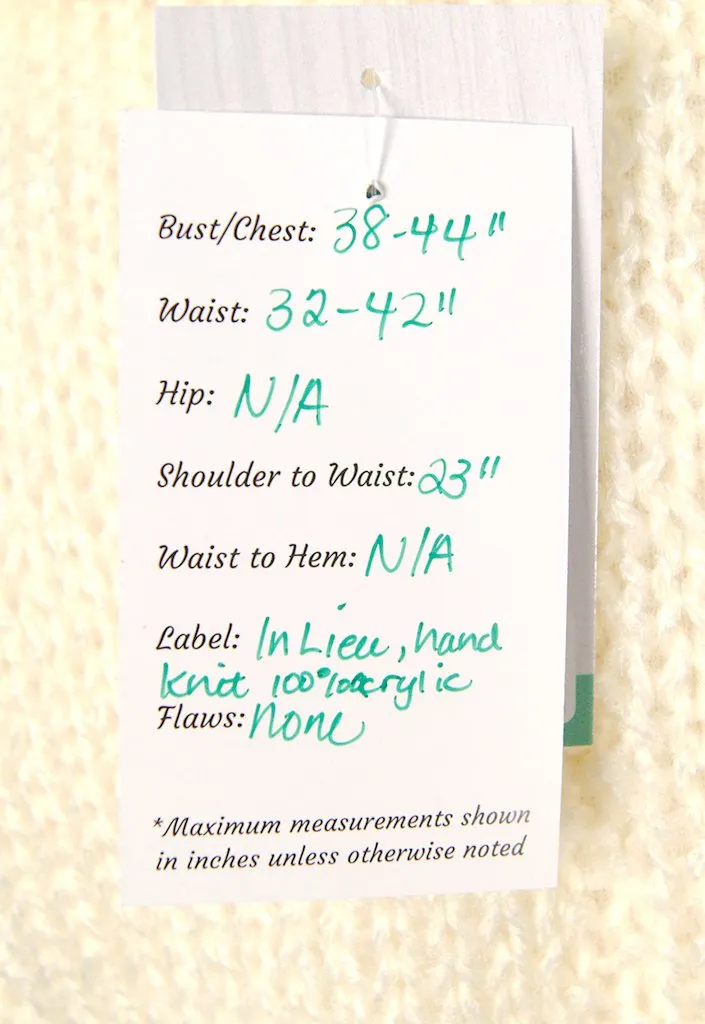 Bust/Chest: 38-44"
Waist: 32-42"
Hip: N/A
Shoulder to Waist: 23"
Waist to Hem: N/A
Label: In Lieu, hand
knit 100% acrylic
Flaws: None
*Maximum measurements shown
in inches unless otherwise noted